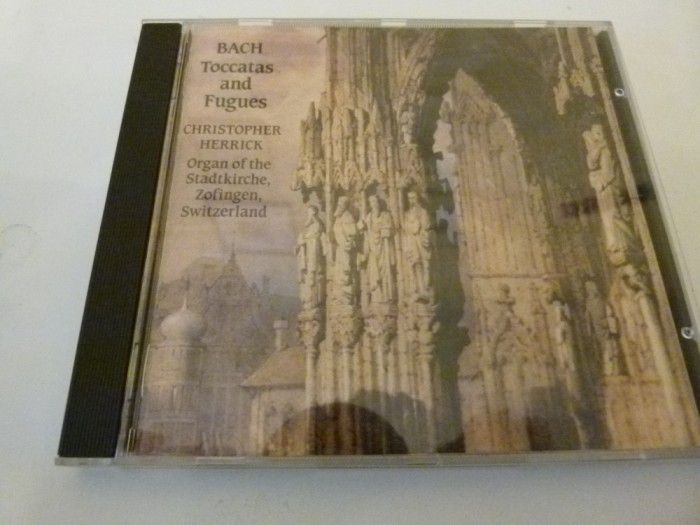 BACH
Toccatas
and
Fugues
CHRISTOPHER
HERRICK
Organ of the
Stadtkirche,
Zofingen,
Switzerland